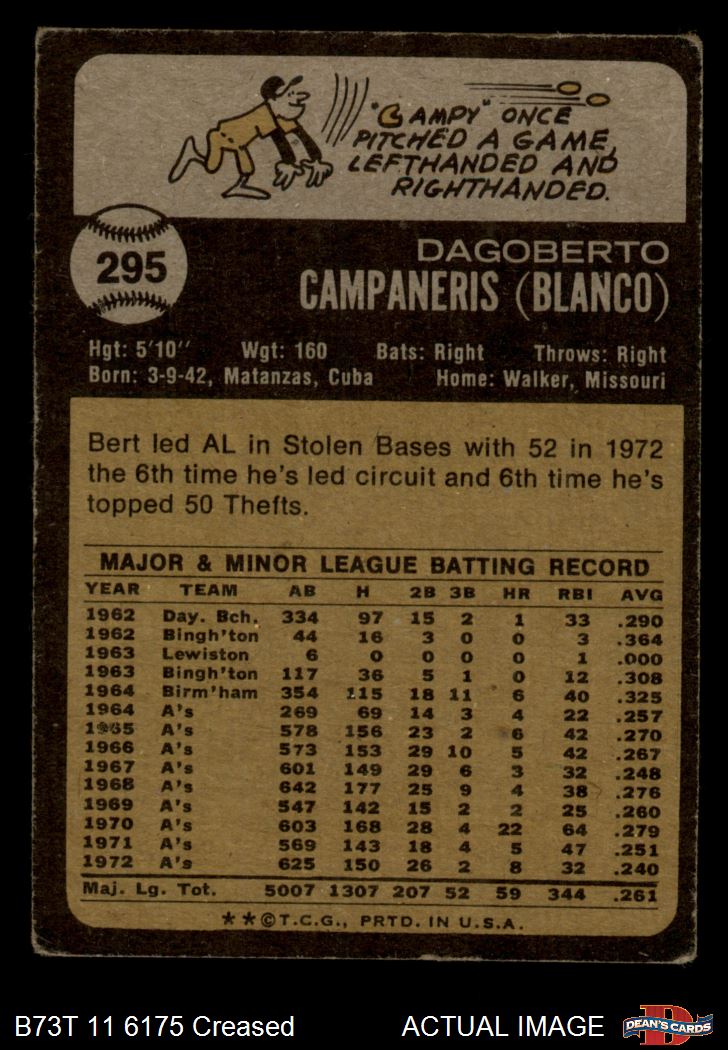 "CAMPY" ONCE
PITCHED A GAME,
LEFTHANDED AND
RIGHTHANDED.
295
DAGOBERTO
CAMPANERIS (BLANCO)
Hgt: 5'10" Wgt: 160 Bats: Right Throws: Right
Born: 3-9-42, Matanzas, Cuba Home: Walker, Missouri
Bert led AL in Stolen Bases with 52 in 1972
the 6th time he's led circuit and 6th time he's
topped 50 Thefts.
MAJOR & MINOR LEAGUE BATTING RECORD
YEAR TEAM AB H 2B 3B HR RBI AVG
1962 Day. Bch. 334 97 15 2 1 33 .290
1962 Bingh'ton 44 16 3 0 0 3 .364
1963 Lewiston 6 0 0 0 0 1 .000
1963 Bingh'ton 117 36 5 1 0 12 .308
1964 Birm'ham 354 115 18 11 6 40 .325
1964 A's 269 69 14 3 4 22 .257
1965 A's 578 156 23 2 6 42 .270
1966 A's 573 153 29 10 5 42 .267
1967 A's 601 149 29 6 3 32 .248
1968 A's 642 177 25 9 4 38 .276
1969 A's 547 142 15 2 2 25 .260
1970 A's 603 168 28 4 22 64 .279
1971 A's 569 143 18 4 5 47 .251
1972 A's 625 150 26 2 8 32 .240
Maj. Lg. Tot. 5007 1307 207 52 59 344 .261
★★©T.C.G., PRTD. IN U.S.A.
B73T 11 6175 Creased ACTUAL IMAGE
DEAN'S CARDS